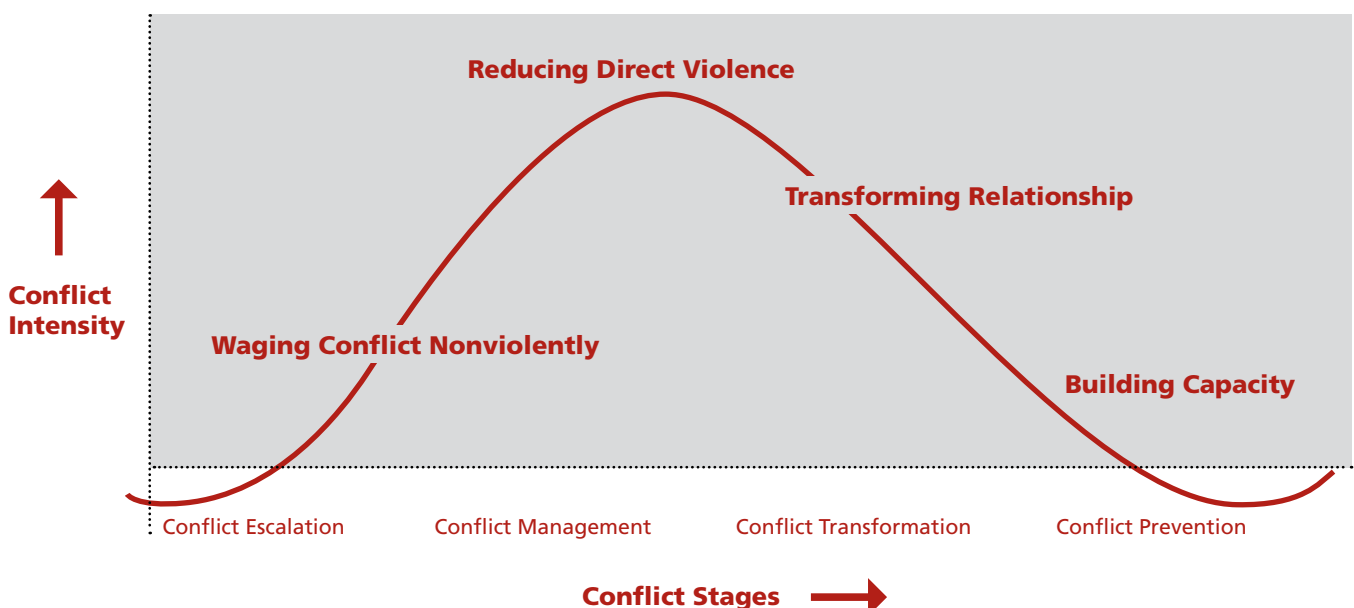 Reducing Direct Violence
Transforming Relationship
Conflict
Intensity
Waging Conflict Nonviolently
Building Capacity
Conflict Escalation
Conflict Management
Conflict Transformation
Conflict Prevention
Conflict Stages